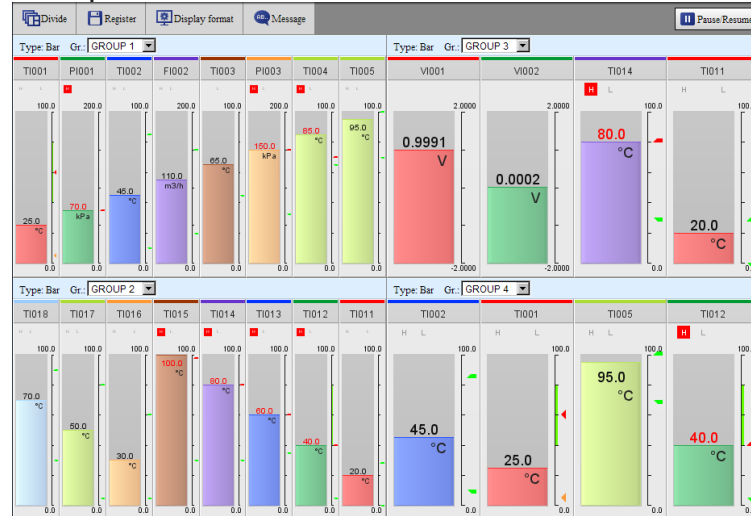 Divide Register Display format Message Pause/Resume
Type: Bar Gr.: GROUP 1
TI001 PI001 TI002 FI002 TI003 PI003 TI004 TI005
H L H H L H L H L H L H L H L
100.0 200.0 100.0 200.0 100.0 200.0 100.0 100.0
25.0 °C
70.0 kPa
45.0 °C
110.0 m3/h
65.0 °C
150.0 kPa
85.0 °C
95.0 °C
0.0 0.0 0.0 0.0 0.0 0.0 0.0 0.0
Type: Bar Gr.: GROUP 3
VI001 VI002 TI014 TI011
H L H L
2.0000 2.0000 100.0 100.0
0.9991 V
0.0002 V
80.0 °C
20.0 °C
-2.0000 -2.0000 0.0 0.0
Type: Bar Gr.: GROUP 2
TI018 TI017 TI016 TI015 TI014 TI013 TI012 TI011
H L H L H L H L H L H L H L H L
100.0 100.0 100.0 100.0 100.0 100.0 100.0 100.0
70.0 °C
50.0 °C
30.0 °C
100.0 °C
80.0 °C
60.0 °C
40.0 °C
20.0 °C
0.0 0.0 0.0 0.0 0.0 0.0 0.0 0.0
Type: Bar Gr.: GROUP 4
TI002 TI001 TI005 TI012
H L H L H L H L
100.0 100.0 100.0 100.0
45.0 °C
25.0 °C
95.0 °C
40.0 °C
0.0 0.0 0.0 0.0